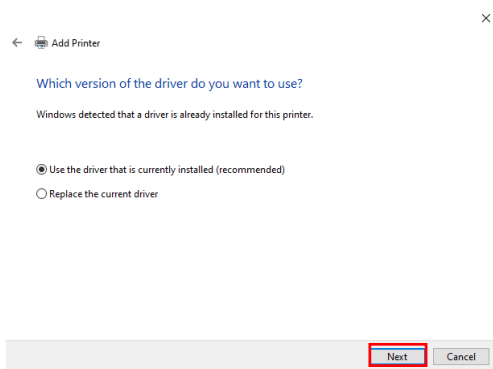 Add Printer
Which version of the driver do you want to use?
Windows detected that a driver is already installed for this printer.
Use the driver that is currently installed (recommended)
Replace the current driver
Next Cancel